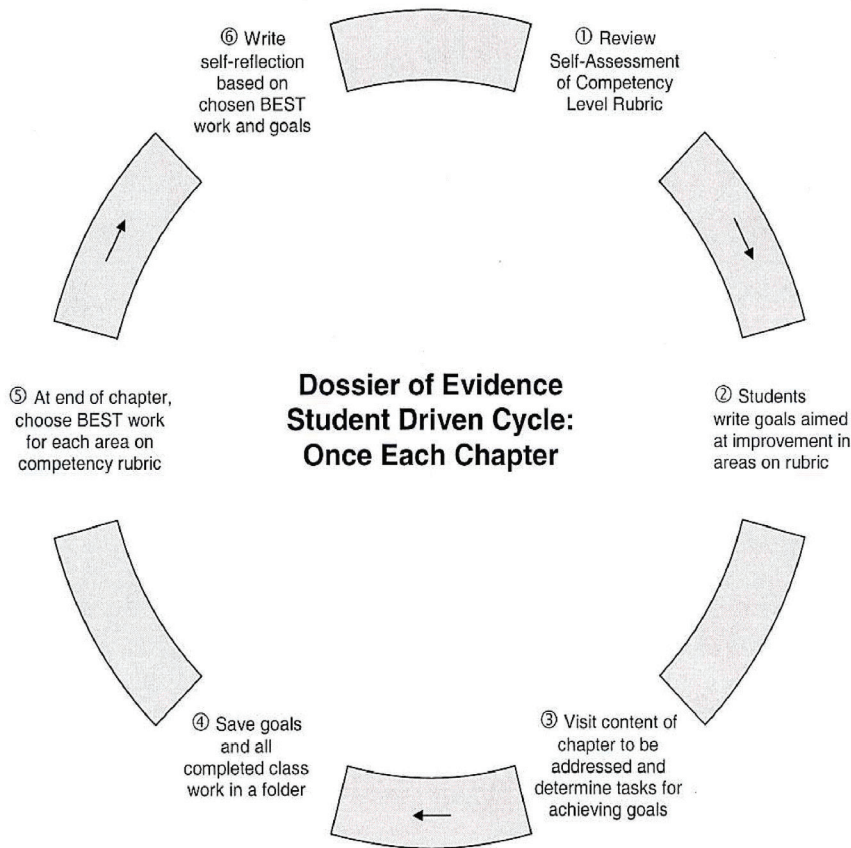 Dossier of Evidence
Student Driven Cycle:
Once Each Chapter
① Review
Self-Assessment
of Competency
Level Rubric
② Students
write goals aimed
at improvement in
areas on rubric
③ Visit content of
chapter to be
addressed and
determine tasks for
achieving goals
④ Save goals
and all
completed class
work in a folder
⑤ At end of chapter,
choose BEST work
for each area on
competency rubric
⑥ Write
self-reflection
based on
chosen BEST
work and goals